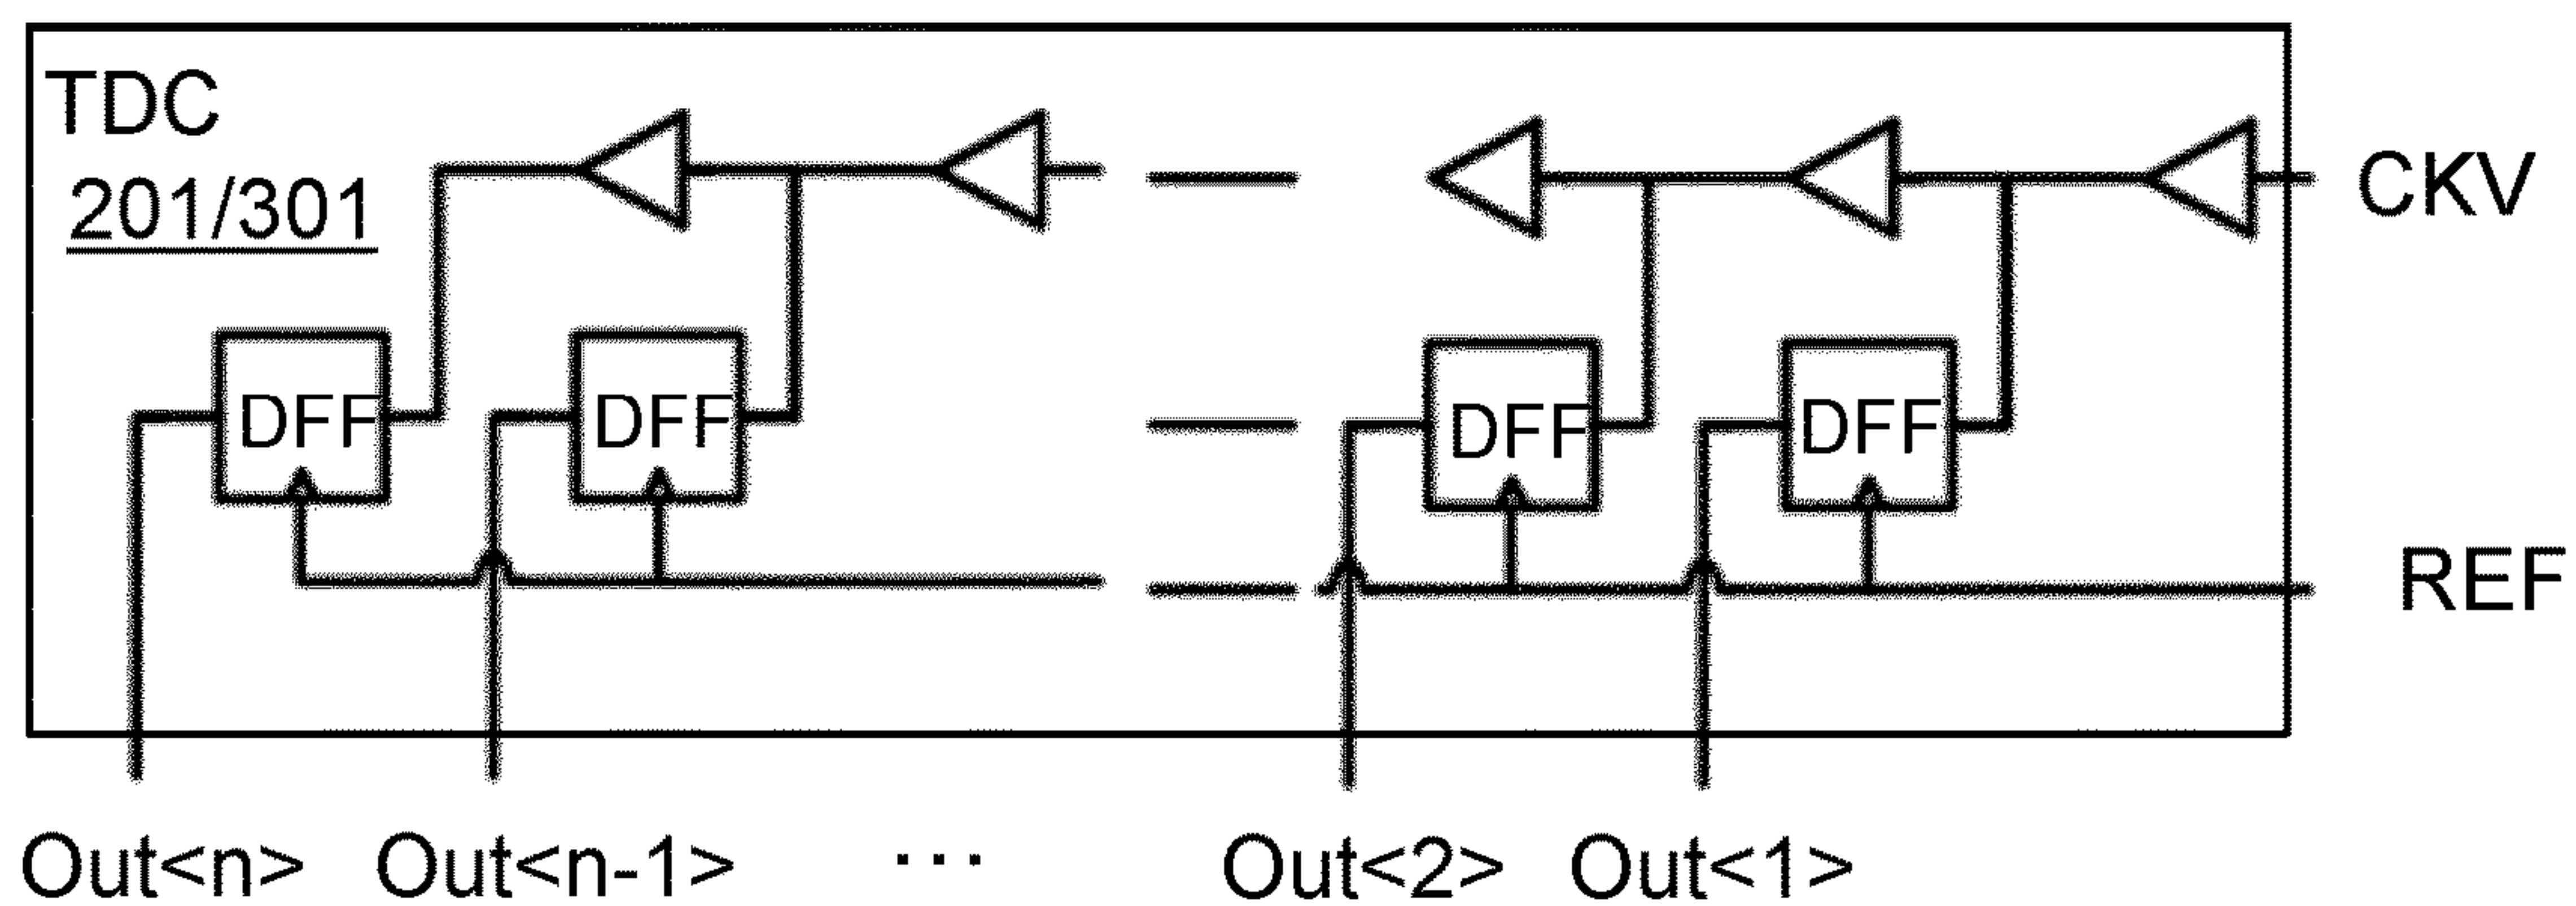 TDC
201/301
CKV
DFF DFF DFF DFF
REF
Out<n> Out<n-1> ... Out<2> Out<1>